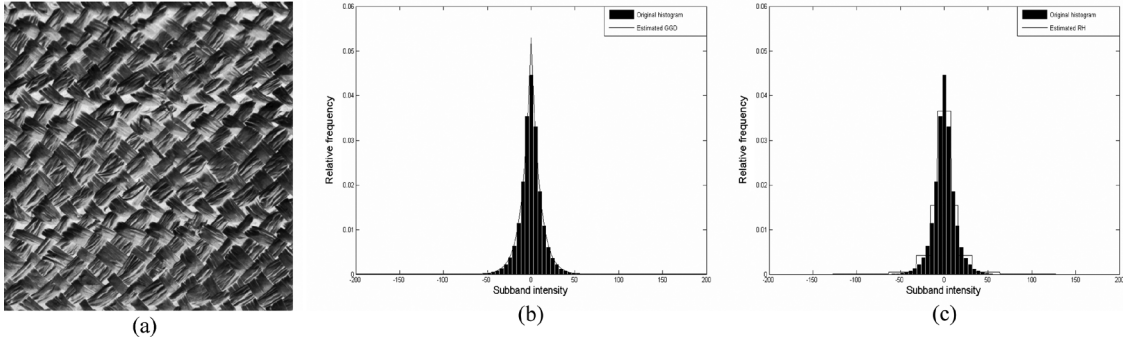 Original histogram
Estimated GGD
Relative frequency
0.06
0.05
0.04
0.03
0.02
0.01
0
-200
-150
-100
-50
0
50
100
150
200
Subband intensity
Original histogram
Estimated RH
Relative frequency
0.06
0.05
0.04
0.03
0.02
0.01
0
-200
-150
-100
-50
0
50
100
150
200
Subband intensity
(a)
(b)
(c)